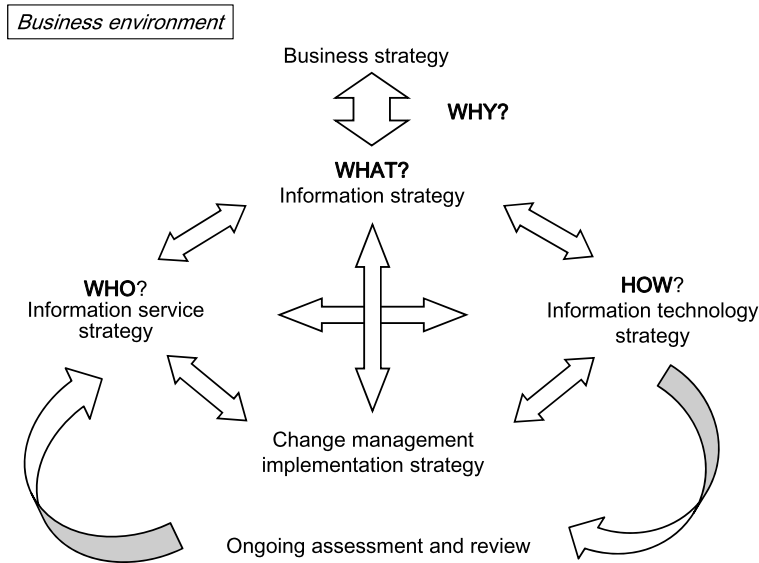 Business environment
Business strategy
WHY?
WHAT?
Information strategy
WHO?
Information service
strategy
HOW?
Information technology
strategy
Change management
implementation strategy
Ongoing assessment and review